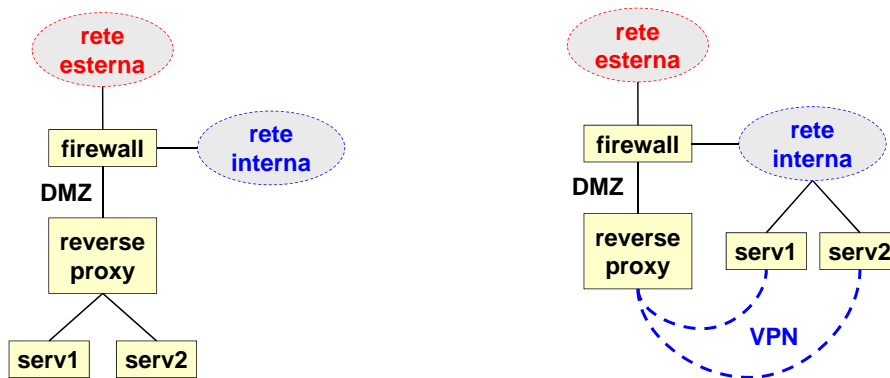 rete
esterna
rete
interna
firewall
DMZ
reverse
proxy
serv1
serv2
rete
esterna
rete
interna
firewall
DMZ
reverse
proxy
serv1
serv2
VPN